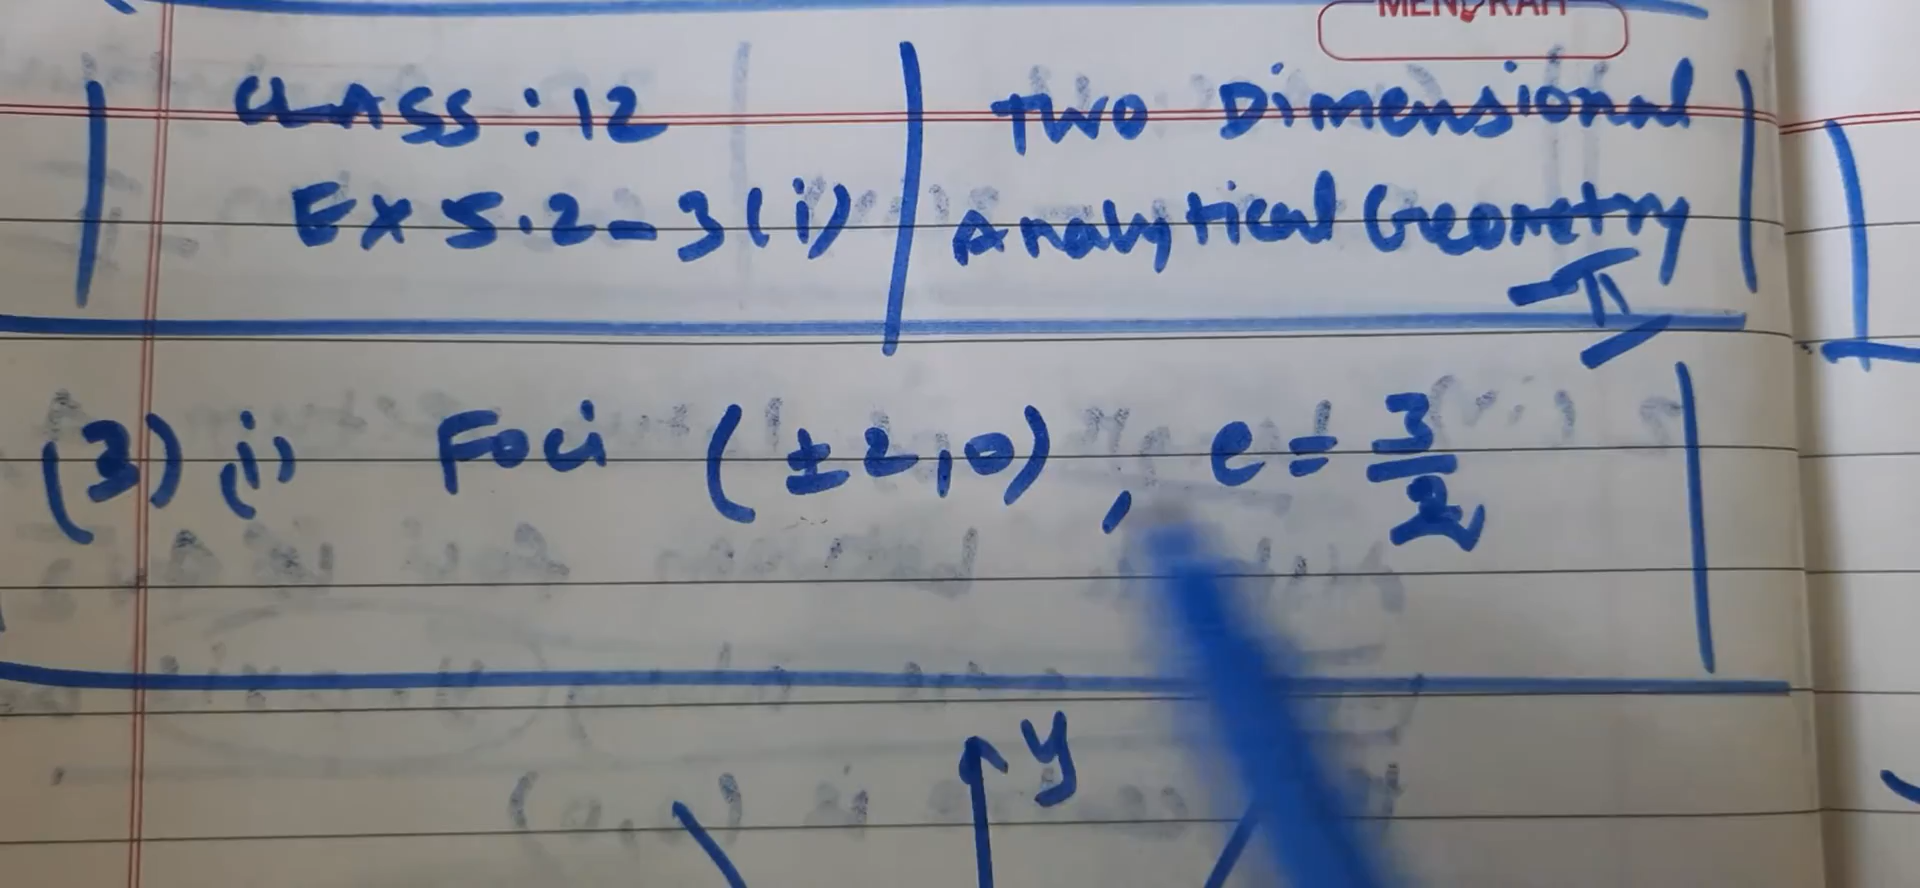 CLASS : 12
EX 5.2 - 3(i)
Two Dimensional
Analytical Geometry
- II
(3) (i) Foci (±2,0), e = 3/2
y